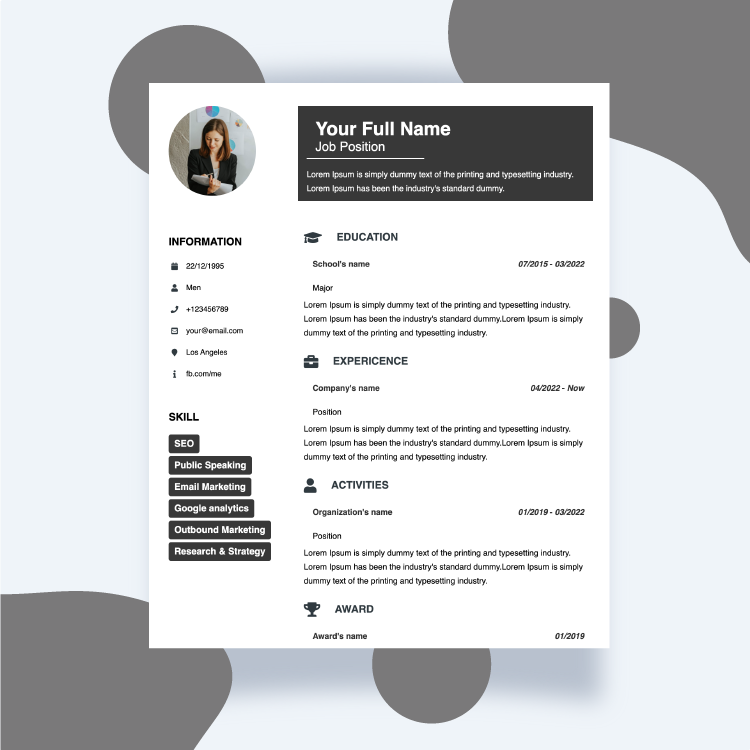 Your Full Name
Job Position
Lorem Ipsum is simply dummy text of the printing and typesetting industry.
Lorem Ipsum has been the industry's standard dummy.
INFORMATION
22/12/1995
Men
+123456789
your@email.com
Los Angeles
fb.com/me
SKILL
SEO
Public Speaking
Email Marketing
Google analytics
Outbound Marketing
Research & Strategy
EDUCATION
School's name 07/2015 - 03/2022
Major
Lorem Ipsum is simply dummy text of the printing and typesetting industry.
Lorem Ipsum has been the industry's standard dummy.Lorem Ipsum is simply
dummy text of the printing and typesetting industry.
EXPERICENCE
Company's name 04/2022 - Now
Position
Lorem Ipsum is simply dummy text of the printing and typesetting industry.
Lorem Ipsum has been the industry's standard dummy.Lorem Ipsum is simply
dummy text of the printing and typesetting industry.
ACTIVITIES
Organization's name 01/2019 - 03/2022
Position
Lorem Ipsum is simply dummy text of the printing and typesetting industry.
Lorem Ipsum has been the industry's standard dummy.Lorem Ipsum is simply
dummy text of the printing and typesetting industry.
AWARD
Award's name 01/2019